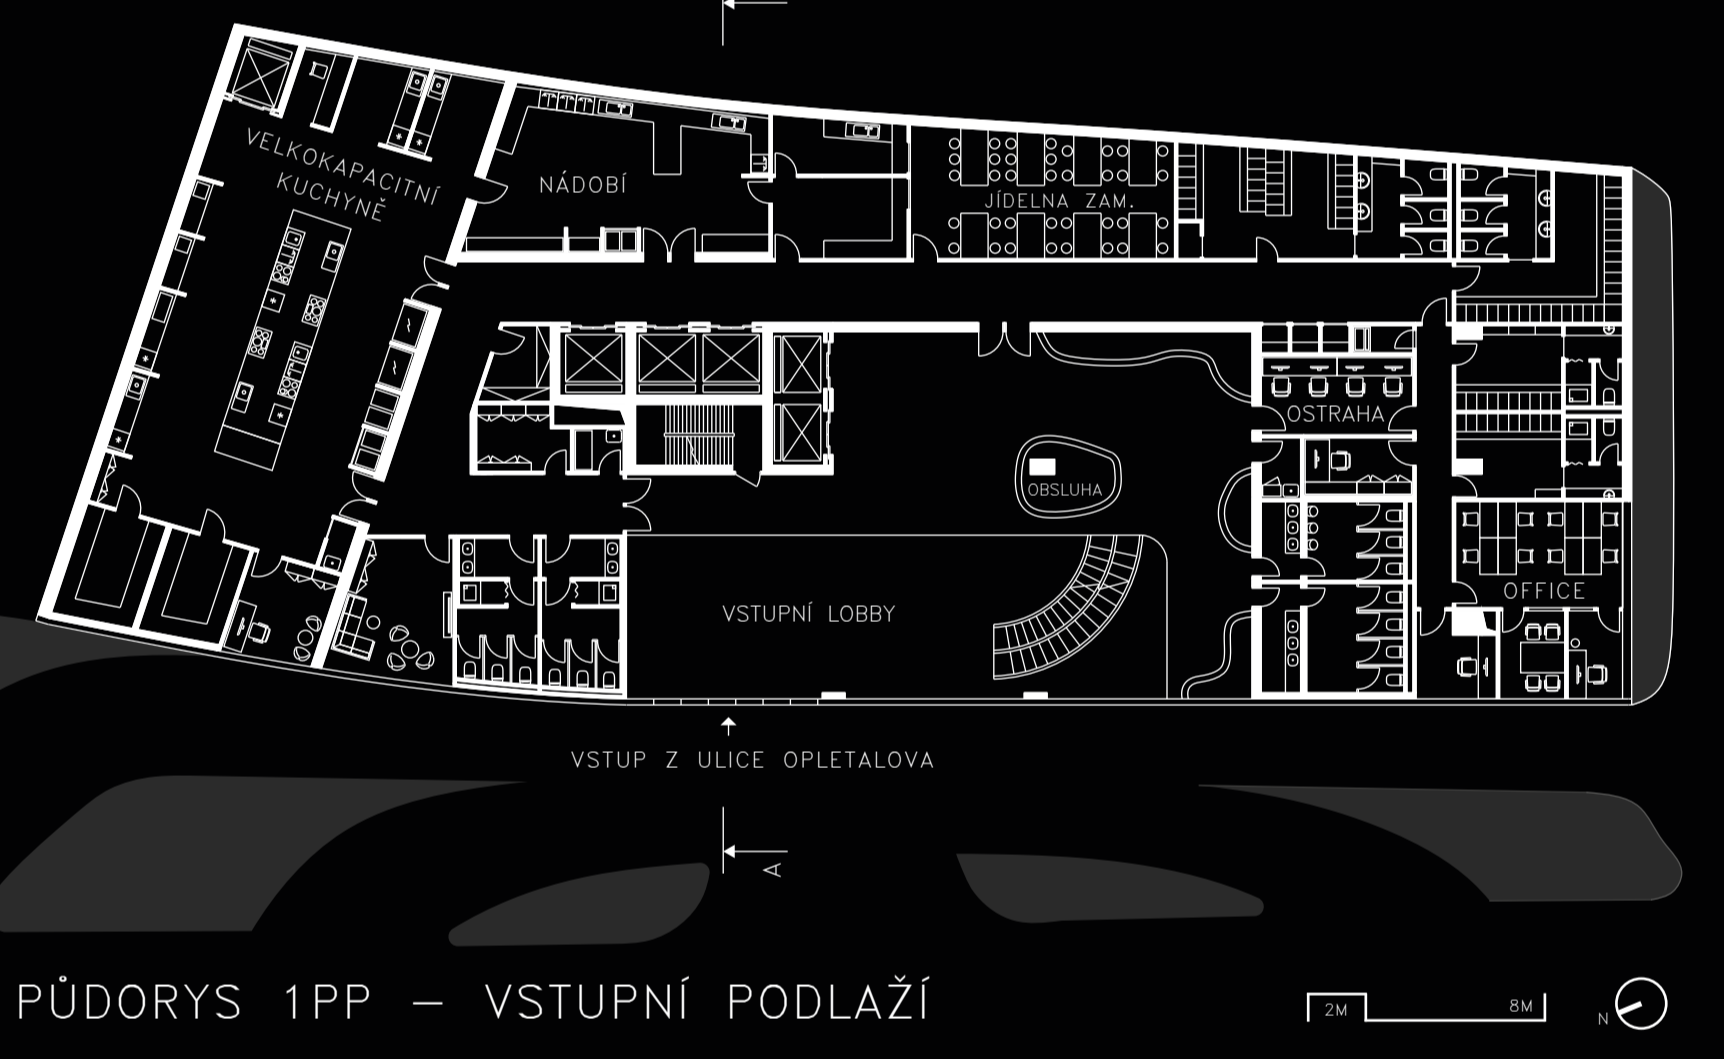 VELKOKAPACITNÍ
KUCHYNĚ
NÁDOBÍ
JÍDELNA ZAM.
OSTRAHA
OBSLUHA
OFFICE
VSTUPNÍ LOBBY
VSTUP Z ULICE OPLETALOVA
A
PŮDORYS 1PP – VSTUPNÍ PODLAŽÍ
2M 8M
N